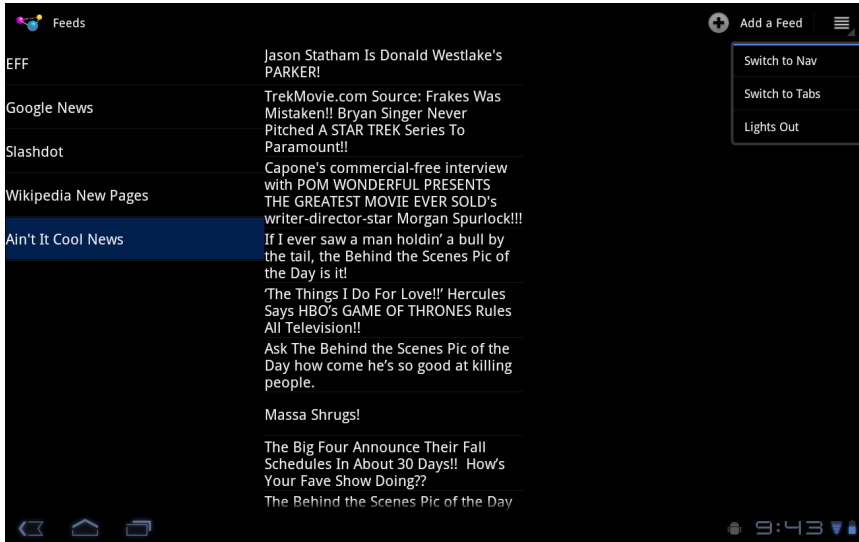 Feeds
Add a Feed
EFF
Google News
Slashdot
Wikipedia New Pages
Ain't It Cool News
Jason Statham Is Donald Westlake's
PARKER!
TrekMovie.com Source: Frakes Was
Mistaken!! Bryan Singer Never
Pitched A STAR TREK Series To
Paramount!!
Capone's commercial-free interview
with POM WONDERFUL PRESENTS
THE GREATEST MOVIE EVER SOLD's
writer-director-star Morgan Spurlock!!!
If I ever saw a man holdin’ a bull by
the tail, the Behind the Scenes Pic of
the Day is it!
‘The Things I Do For Love!!’ Hercules
Says HBO’s GAME OF THRONES Rules
All Television!!
Ask The Behind the Scenes Pic of the
Day how come he’s so good at killing
people.
Massa Shrugs!
The Big Four Announce Their Fall
Schedules In About 30 Days!!  How’s
Your Fave Show Doing??
The Behind the Scenes Pic of the Day
Switch to Nav
Switch to Tabs
Lights Out
9:43